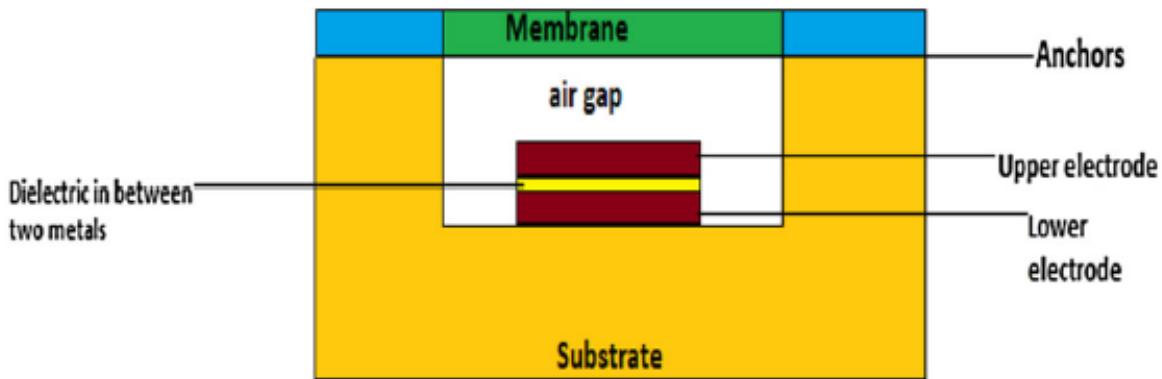 Membrane
Anchors
air gap
Upper electrode
Dielectric in between
two metals
Lower
electrode
Substrate